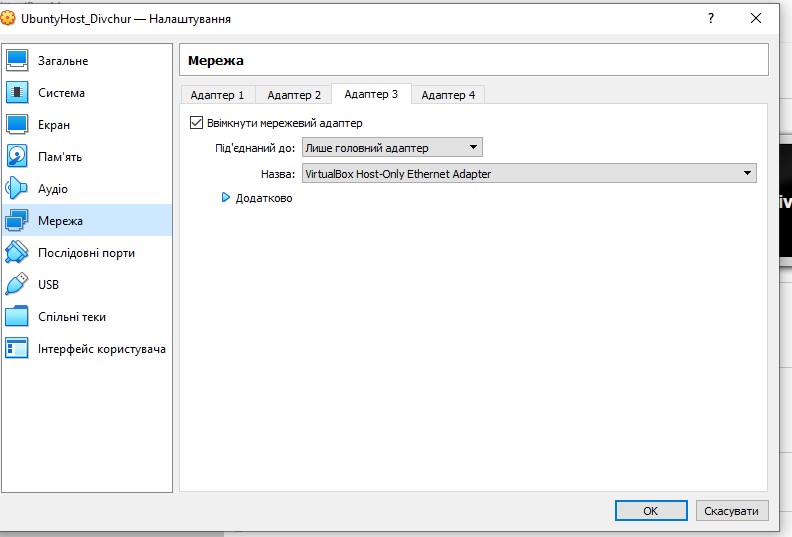 UbuntyHost_Divchur — Налаштування
?
Загальне
Система
Екран
Пам'ять
Аудіо
Мережа
Послідовні порти
USB
Спільні теки
Інтерфейс користувача
Мережа
Адаптер 1 Адаптер 2 Адаптер 3 Адаптер 4
Ввімкнути мережевий адаптер
Під'єднаний до: Лише головний адаптер
Назва: VirtualBox Host-Only Ethernet Adapter
Додатково
OK Скасувати